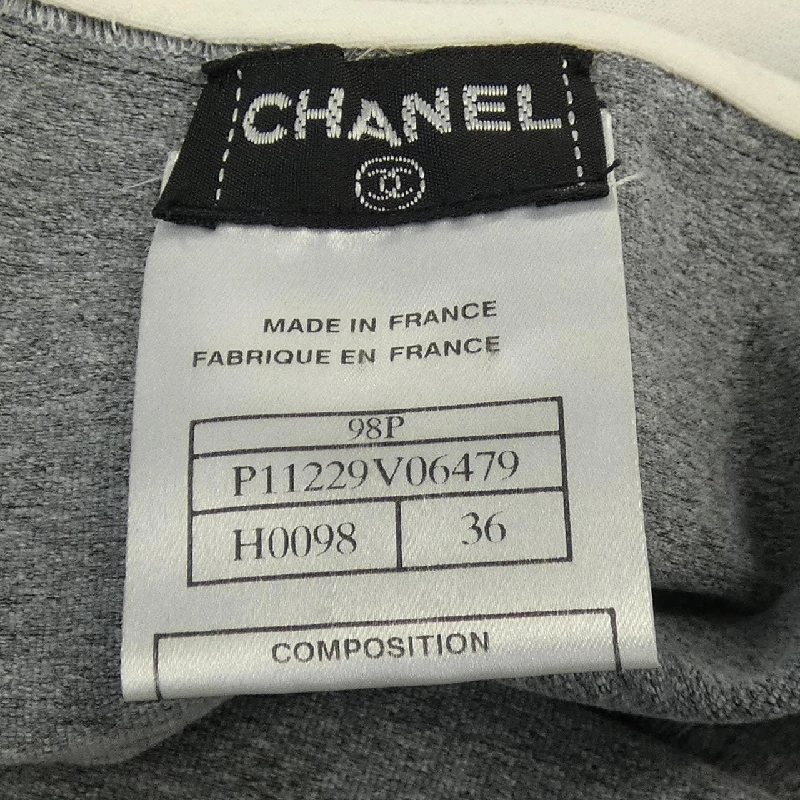 CHANEL
MADE IN FRANCE
FABRIQUE EN FRANCE
98P
P11229V06479
H0098 36
COMPOSITION